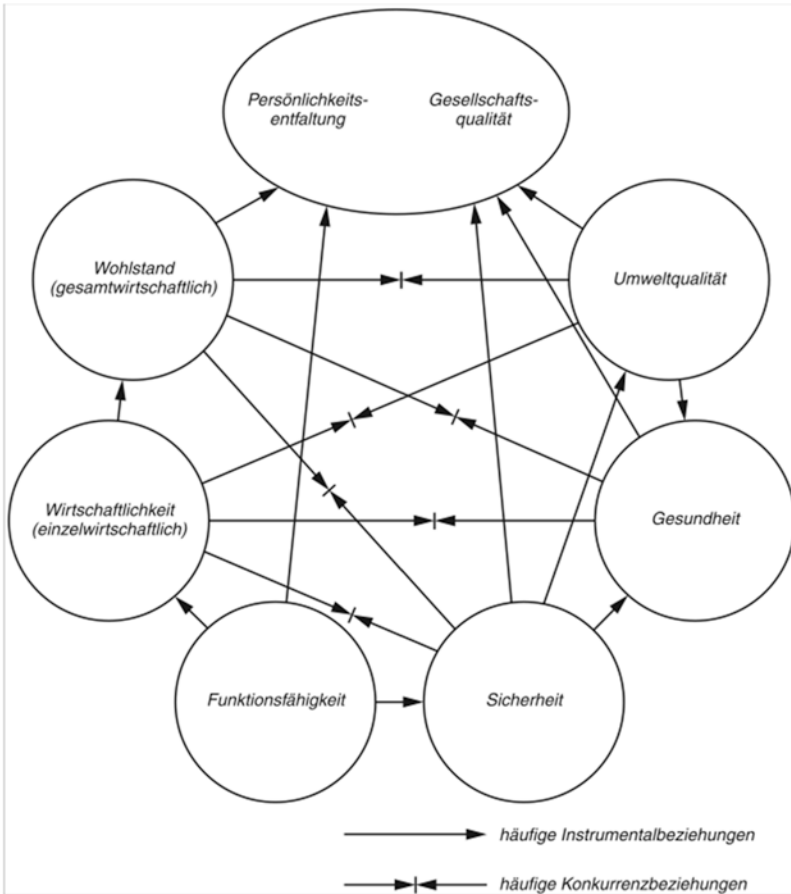 Persönlichkeits-
entfaltung
Gesellschafts-
qualität
Wohlstand
(gesamtwirtschaftlich)
Umweltqualität
Wirtschaftlichkeit
(einzelwirtschaftlich)
Gesundheit
Funktionsfähigkeit
Sicherheit
häufige Instrumentalbeziehungen
häufige Konkurrenzbeziehungen